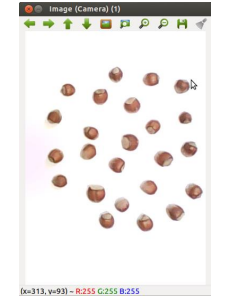 Image (Camera) (1)
(x=313, y=93) ~ R:255 G:255 B:255